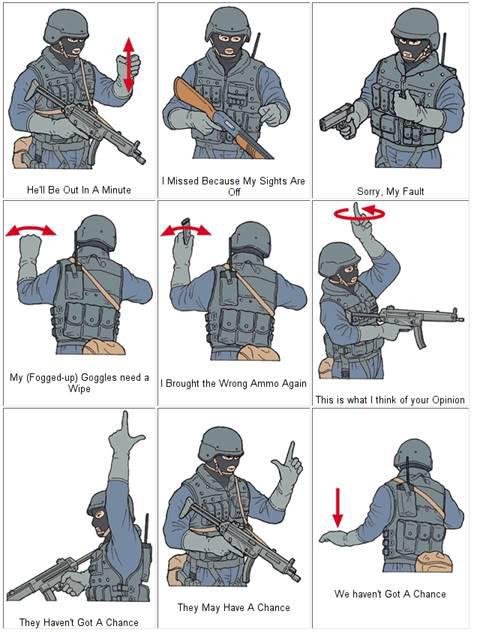 He'll Be Out In A Minute
I Missed Because My Sights Are
Off
Sorry, My Fault
My (Fogged-up) Goggles need a
Wipe
I Brought the Wrong Ammo Again
This is what I think of your Opinion
They Haven't Got A Chance
They May Have A Chance
We haven't Got A Chance